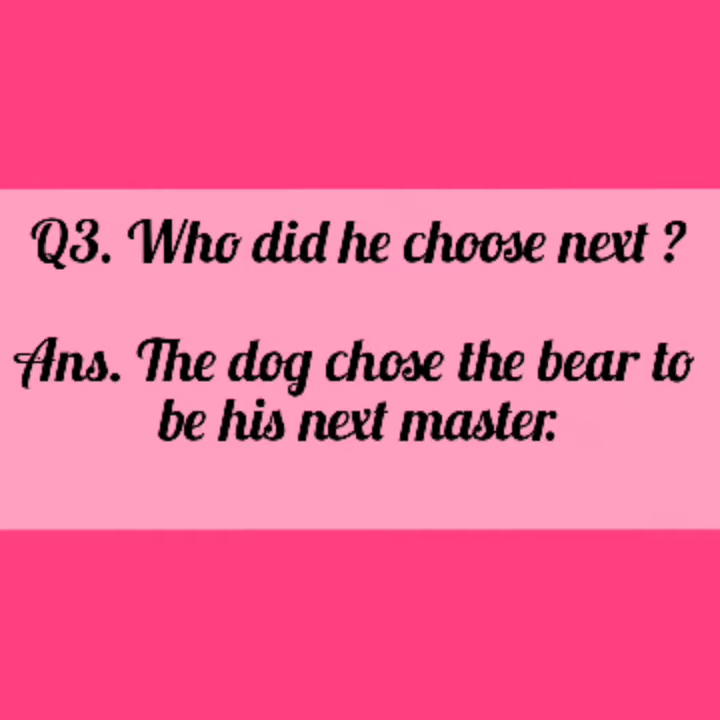 Q3. Who did he choose next ?
Ans. The dog chose the bear to
be his next master.